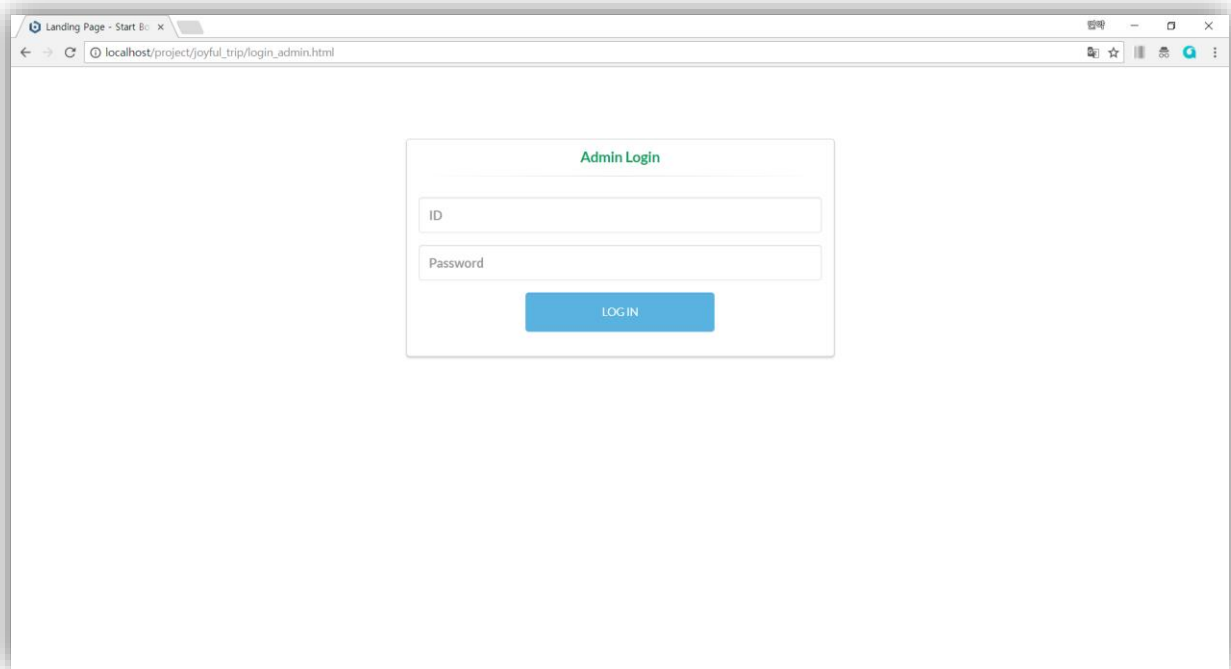 Landing Page - Start Bo
localhost/project/joyful_trip/login_admin.html
Admin Login
ID
Password
LOG IN